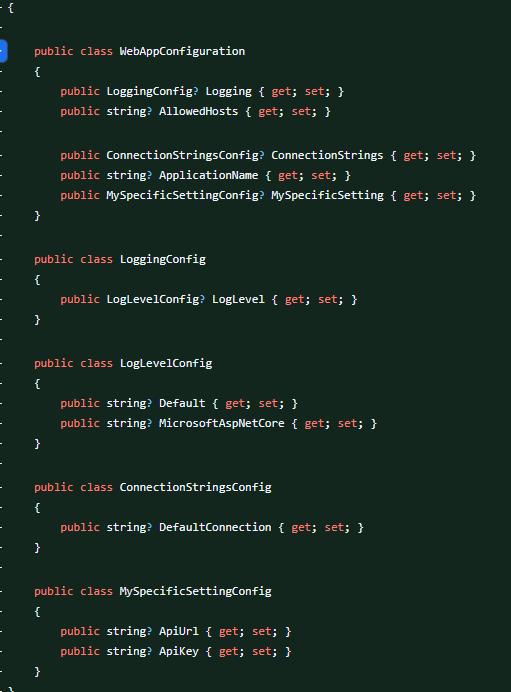 {
public class WebAppConfiguration
{
public LoggingConfig? Logging { get; set; }
public string? AllowedHosts { get; set; }
public ConnectionStringsConfig? ConnectionStrings { get; set; }
public string? ApplicationName { get; set; }
public MySpecificSettingConfig? MySpecificSetting { get; set; }
}
public class LoggingConfig
{
public LogLevelConfig? LogLevel { get; set; }
}
public class LogLevelConfig
{
public string? Default { get; set; }
public string? MicrosoftAspNetCore { get; set; }
}
public class ConnectionStringsConfig
{
public string? DefaultConnection { get; set; }
}
public class MySpecificSettingConfig
{
public string? ApiUrl { get; set; }
public string? ApiKey { get; set; }
}
}